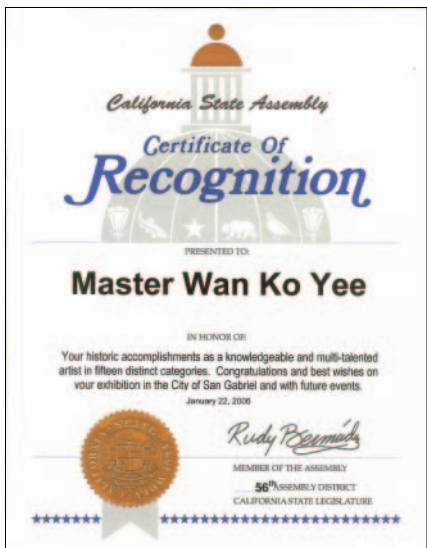 California State Assembly
Certificate Of
Recognition
PRESENTED TO:
Master Wan Ko Yee
IN HONOR OF:
Your historic accomplishments as a knowledgeable and multi-talented
artist in fifteen distinct categories. Congratulations and best wishes on
your exhibition in the City of San Gabriel and with future events.
January 22, 2006
Rudy Bermúdez
MEMBER OF THE ASSEMBLY
56th ASSEMBLY DISTRICT
CALIFORNIA STATE LEGISLATURE